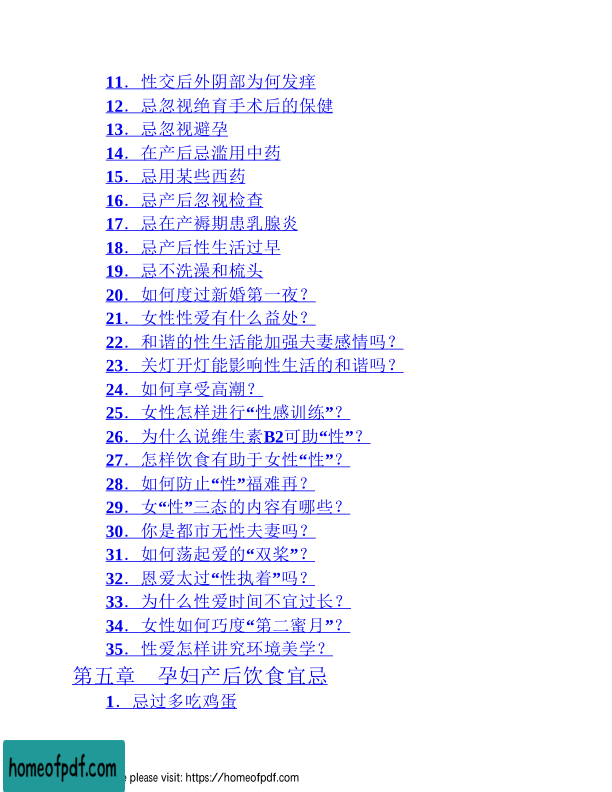 11．性交后外阴部为何发痒
12．忌忽视绝育手术后的保健
13．忌忽视避孕
14．在产后忌滥用中药
15．忌用某些西药
16．忌产后忽视检查
17．忌在产褥期患乳腺炎
18．忌产后性生活过早
19．忌不洗澡和梳头
20．如何度过新婚第一夜？
21．女性性爱有什么益处？
22．和谐的性生活能加强夫妻感情吗？
23．关灯开灯能影响性生活的和谐吗？
24．如何享受高潮？
25．女性怎样进行“性感训练”？
26．为什么说维生素B2可助“性”？
27．怎样饮食有助于女性“性”？
28．如何防止“性”福难再？
29．女“性”三态的内容有哪些？
30．你是都市无性夫妻吗？
31．如何荡起爱的“双桨”？
32．恩爱太过“性执着”吗？
33．为什么性爱时间不宜过长？
34．女性如何巧度“第二蜜月”？
35．性爱怎样讲究环境美学？
第五章　孕妇产后饮食宜忌
1．忌过多吃鸡蛋
homeofpdf.com
e please visit: https://homeofpdf.com